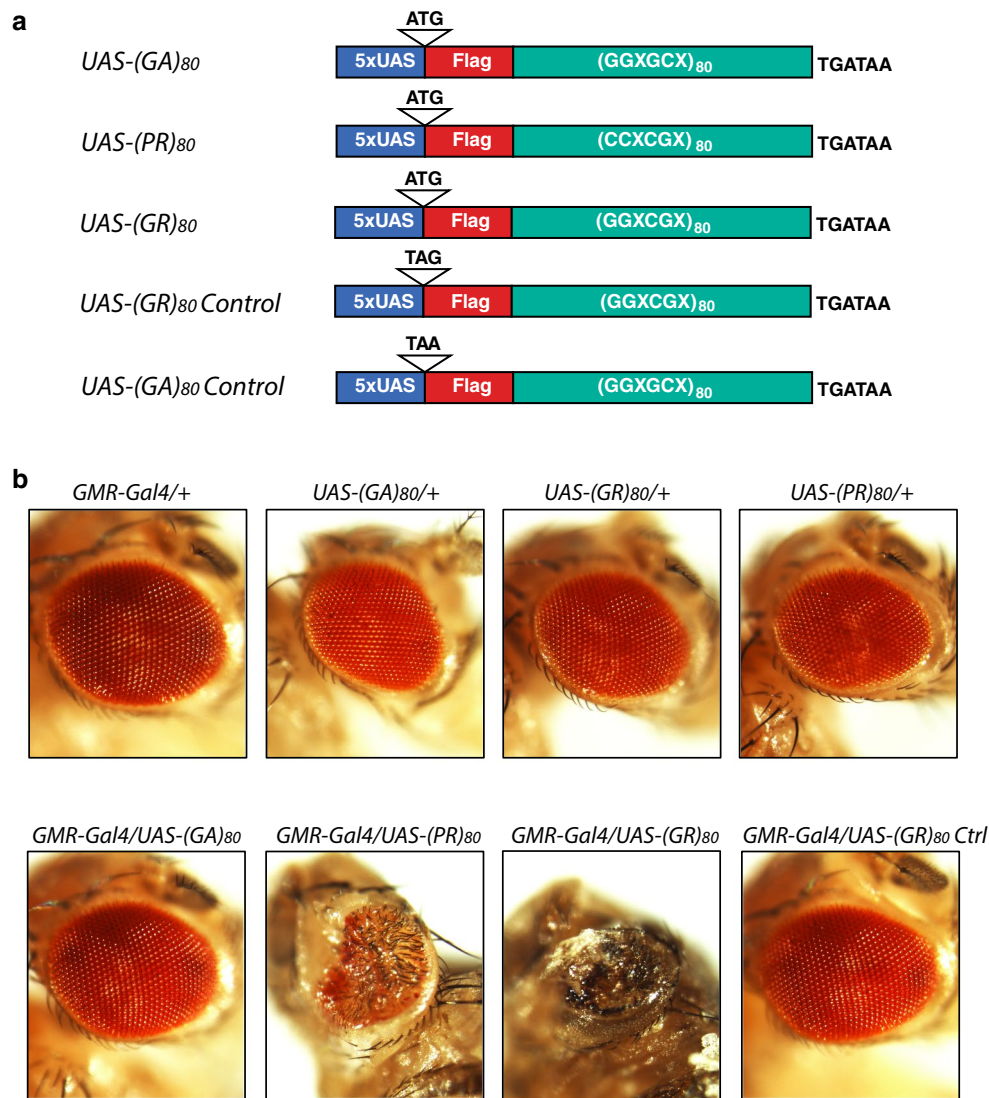 a
ATG
UAS-(GA)80 5xUAS Flag (GGXGCX)80 TGATAA
ATG
UAS-(PR)80 5xUAS Flag (CCXCGX)80 TGATAA
ATG
UAS-(GR)80 5xUAS Flag (GGXCGX)80 TGATAA
TAG
UAS-(GR)80 Control 5xUAS Flag (GGXCGX)80 TGATAA
TAA
UAS-(GA)80 Control 5xUAS Flag (GGXGCX)80 TGATAA
b
GMR-Gal4/+ UAS-(GA)80/+ UAS-(GR)80/+ UAS-(PR)80/+
GMR-Gal4/UAS-(GA)80 GMR-Gal4/UAS-(PR)80 GMR-Gal4/UAS-(GR)80 GMR-Gal4/UAS-(GR)80 Ctrl